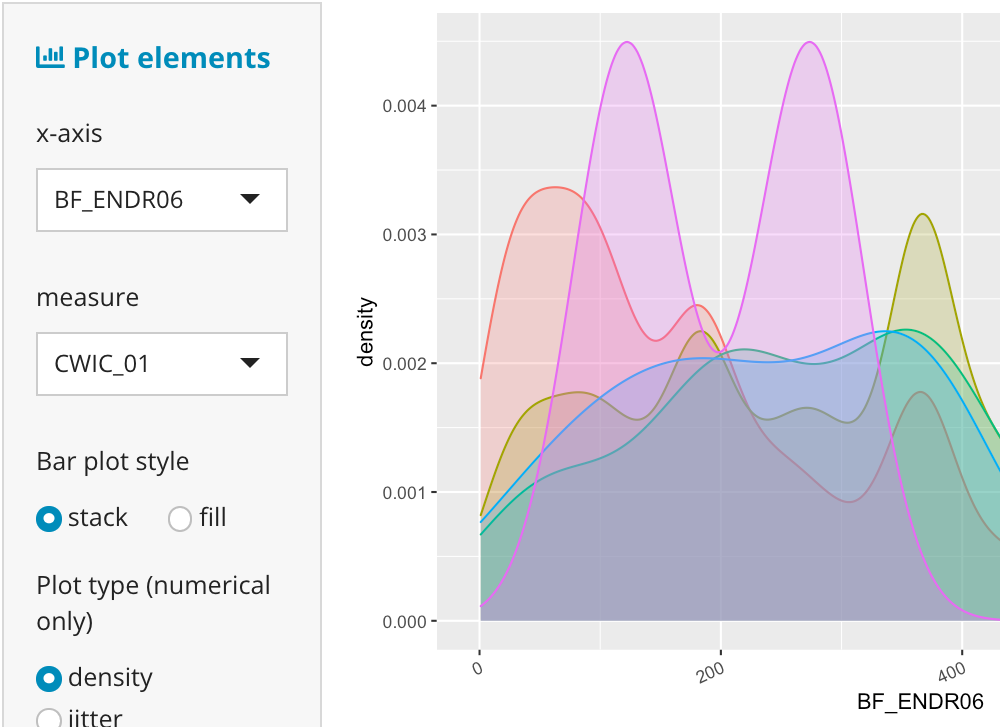 Plot elements
x-axis
BF_ENDR06
measure
CWIC_01
Bar plot style
stack
fill
Plot type (numerical
only)
density
jitter
density
0.004
0.003
0.002
0.001
0.000
0
200
400
BF_ENDR06